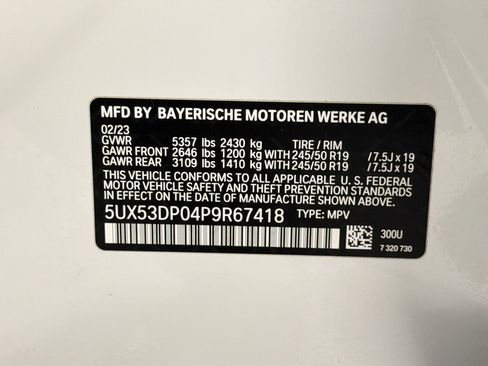 MFD BY BAYERISCHE MOTOREN WERKE AG
02/23
GVWR 5357 lbs 2430 kg TIRE / RIM
GAWR FRONT 2646 lbs 1200 kg WITH 245/50 R19 /7.5J x 19
GAWR REAR 3109 lbs 1410 kg WITH 245/50 R19 /7.5J x 19
THIS VEHICLE CONFORMS TO ALL APPLICABLE U. S. FEDERAL
MOTOR VEHICLE SAFETY AND THEFT PREVENTION STANDARDS
IN EFFECT ON THE DATE OF MANUFACTURE SHOWN ABOVE.
5UX53DP04P9R67418 TYPE: MPV
300U
7 320 730